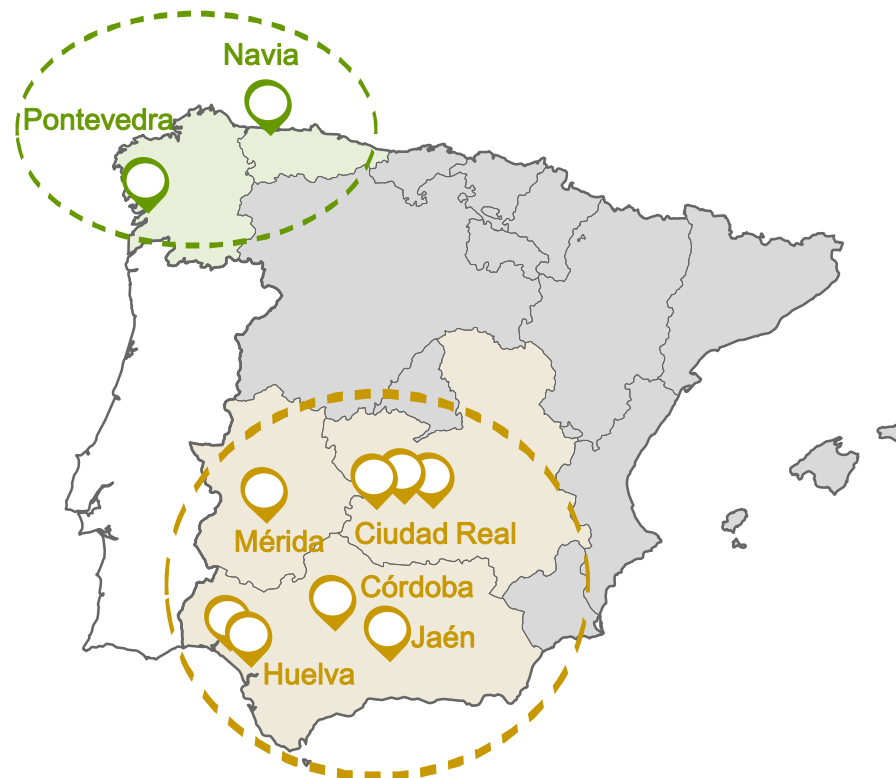 Navia
Pontevedra
Mérida
Ciudad Real
Córdoba
Jaén
Huelva